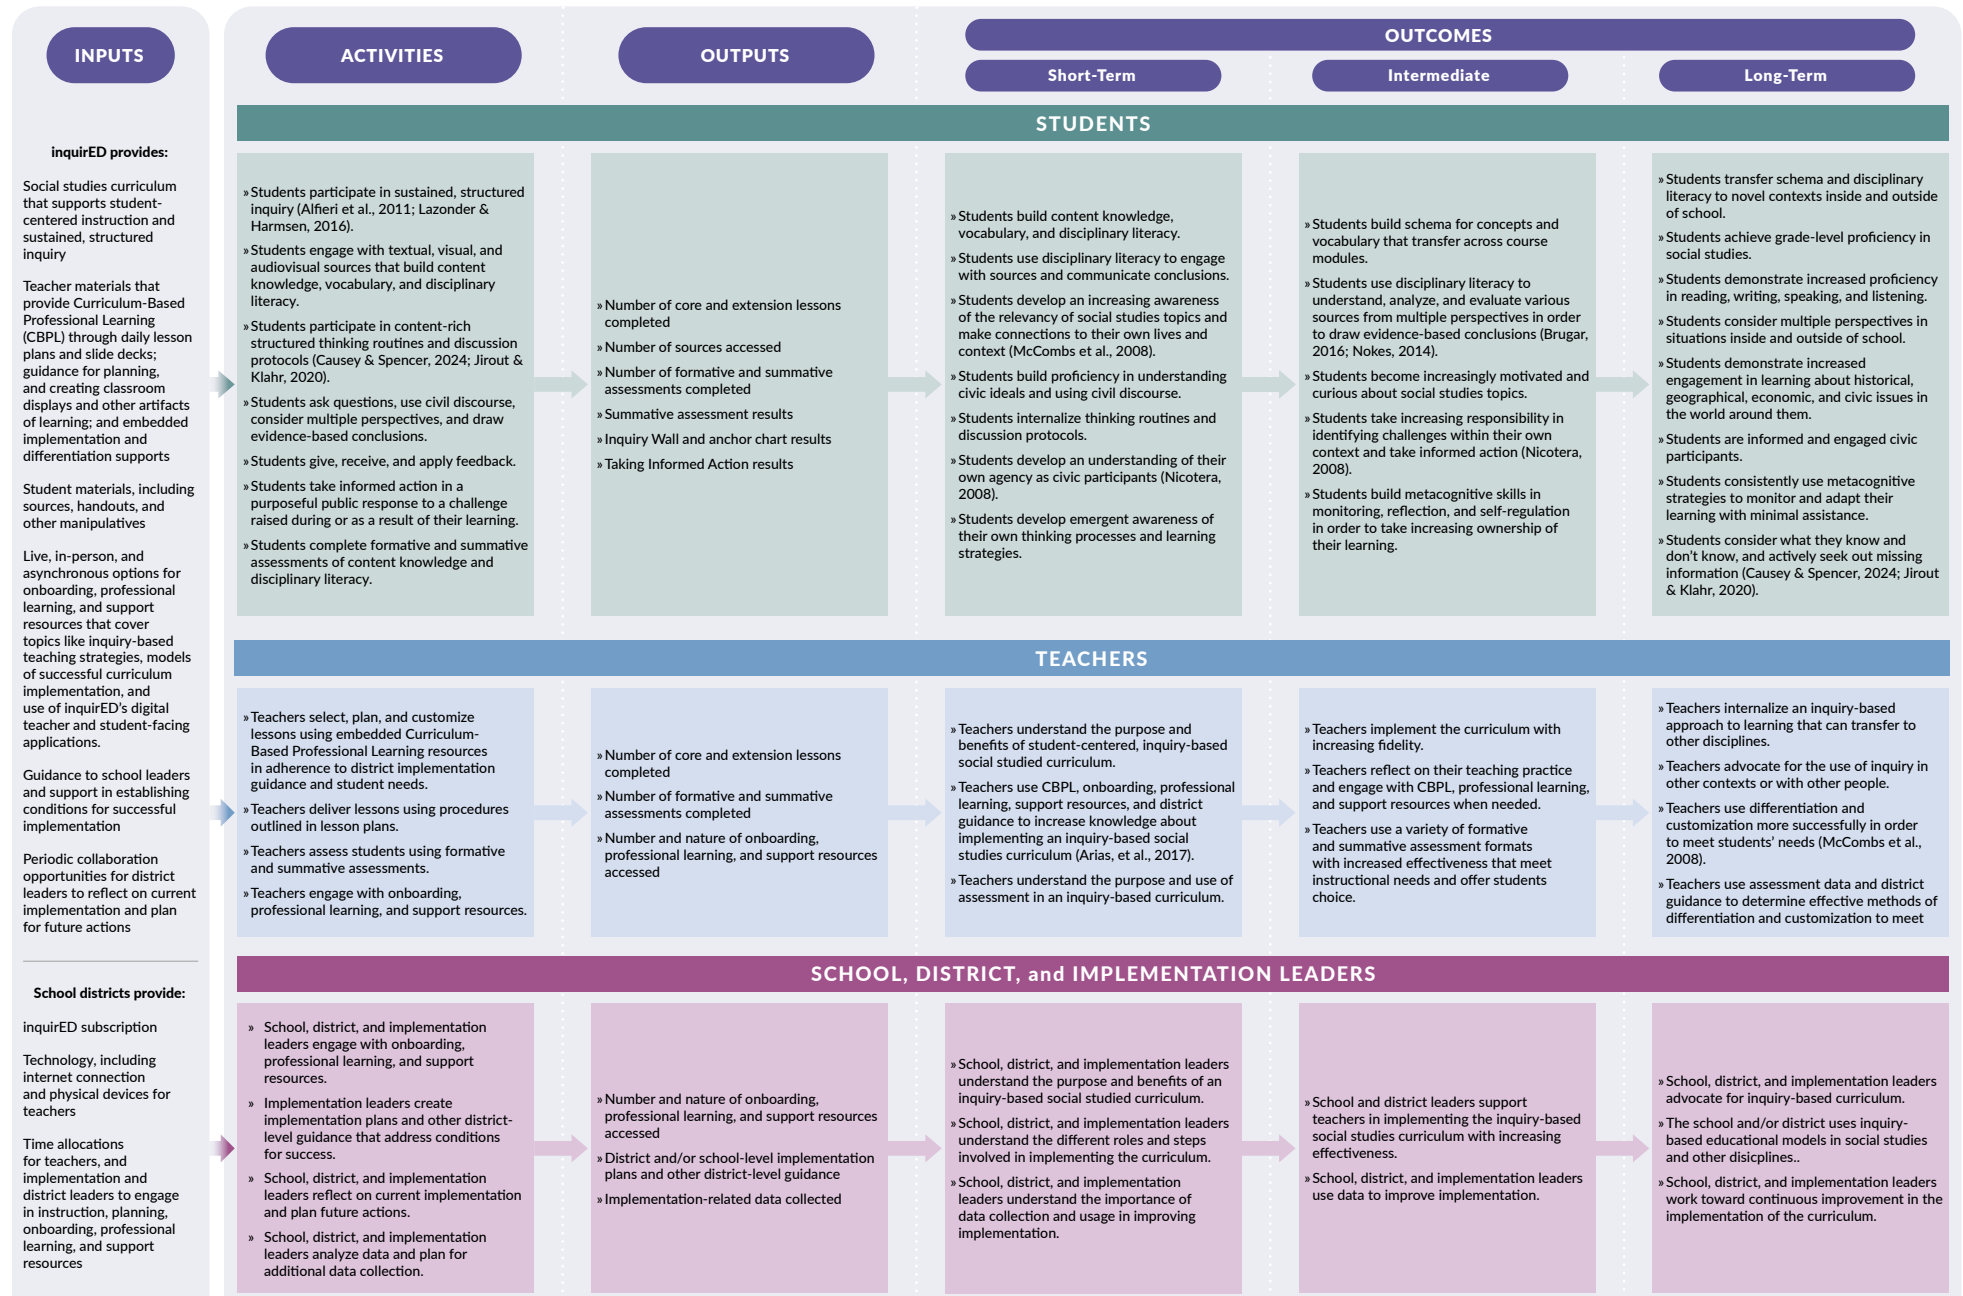 INPUTS
inquirED provides:
Social studies curriculum
that supports student-
centered instruction and
sustained, structured
inquiry
Teacher materials that
provide Curriculum-Based
Professional Learning
(CBPL) through daily lesson
plans and slide decks;
guidance for planning,
and creating classroom
displays and other artifacts
of learning; and embedded
implementation and
differentiation supports
Student materials, including
sources, handouts, and
other manipulatives
Live, in-person, and
asynchronous options for
onboarding, professional
learning, and support
resources that cover
topics like inquiry-based
teaching strategies, models
of successful curriculum
implementation, and
use of inquirED's digital
teacher and student-facing
applications.
Guidance to school leaders
and support in establishing
conditions for successful
implementation
Periodic collaboration
opportunities for district
leaders to reflect on current
implementation and plan
for future actions
School districts provide:
inquirED subscription
Technology, including
internet connection
and physical devices for
teachers
Time allocations
for teachers, and
implementation and
district leaders to engage
in instruction, planning,
onboarding, professional
learning, and support
resources
ACTIVITIES
OUTPUTS
OUTCOMES
Short-Term
Intermediate
Long-Term
STUDENTS
» Students participate in sustained, structured
inquiry (Alfieri et al., 2011; Lazonder &
Harmsen, 2016).
» Students engage with textual, visual, and
audiovisual sources that build content
knowledge, vocabulary, and disciplinary
literacy.
» Students participate in content-rich
structured thinking routines and discussion
protocols (Causey & Spencer, 2024; Jirout &
Klahr, 2020).
» Students ask questions, use civil discourse,
consider multiple perspectives, and draw
evidence-based conclusions.
» Students give, receive, and apply feedback.
» Students take informed action in a
purposeful public response to a challenge
raised during or as a result of their learning.
» Students complete formative and summative
assessments of content knowledge and
disciplinary literacy.
» Number of core and extension lessons
completed
» Number of sources accessed
» Number of formative and summative
assessments completed
» Summative assessment results
» Inquiry Wall and anchor chart results
» Taking Informed Action results
» Students build content knowledge,
vocabulary, and disciplinary literacy.
» Students use disciplinary literacy to engage
with sources and communicate conclusions.
» Students develop an increasing awareness
of the relevancy of social studies topics and
make connections to their own lives and
context (McCombs et al., 2008).
» Students build proficiency in understanding
civic ideals and using civil discourse.
» Students internalize thinking routines and
discussion protocols.
» Students develop an understanding of their
own agency as civic participants (Nicotera,
2008).
» Students develop emergent awareness of
their own thinking processes and learning
strategies.
» Students build schema for concepts and
vocabulary that transfer across course
modules.
» Students use disciplinary literacy to
understand, analyze, and evaluate various
sources from multiple perspectives in order
to draw evidence-based conclusions (Brugar,
2016; Nokes, 2014).
» Students become increasingly motivated and
curious about social studies topics.
» Students take increasing responsibility in
identifying challenges within their own
context and take informed action (Nicotera,
2008).
» Students build metacognitive skills in
monitoring, reflection, and self-regulation
in order to take increasing ownership of
their learning.
» Students transfer schema and disciplinary
literacy to novel contexts inside and outside
of school.
» Students achieve grade-level proficiency in
social studies.
» Students demonstrate increased proficiency
in reading, writing, speaking, and listening.
» Students consider multiple perspectives in
situations inside and outside of school.
» Students demonstrate increased
engagement in learning about historical,
geographical, economic, and civic issues in
the world around them.
» Students are informed and engaged civic
participants.
» Students consistently use metacognitive
strategies to monitor and adapt their
learning with minimal assistance.
» Students consider what they know and
don't know, and actively seek out missing
information (Causey & Spencer, 2024; Jirout
& Klahr, 2020).
TEACHERS
» Teachers select, plan, and customize
lessons using embedded Curriculum-
Based Professional Learning resources
in adherence to district implementation
guidance and student needs.
» Teachers deliver lessons using procedures
outlined in lesson plans.
» Teachers assess students using formative
and summative assessments.
» Teachers engage with onboarding,
professional learning, and support resources.
» Number of core and extension lessons
completed
» Number of formative and summative
assessments completed
» Number and nature of onboarding,
professional learning, and support resources
accessed
» Teachers understand the purpose and
benefits of student-centered, inquiry-based
social studied curriculum.
» Teachers use CBPL, onboarding, professional
learning, support resources, and district
guidance to increase knowledge about
implementing an inquiry-based social
studies curriculum (Arias, et al., 2017).
» Teachers understand the purpose and use of
assessment in an inquiry-based curriculum.
» Teachers implement the curriculum with
increasing fidelity.
» Teachers reflect on their teaching practice
and engage with CBPL, professional learning,
and support resources when needed.
» Teachers use a variety of formative
and summative assessment formats
with increased effectiveness that meet
instructional needs and offer students
choice.
» Teachers internalize an inquiry-based
approach to learning that can transfer to
other disciplines.
» Teachers advocate for the use of inquiry in
other contexts or with other people.
» Teachers use differentiation and
customization more successfully in order
to meet students' needs (McCombs et al.,
2008).
» Teachers use assessment data and district
guidance to determine effective methods of
differentiation and customization to meet
SCHOOL, DISTRICT, and IMPLEMENTATION LEADERS
» School, district, and implementation
leaders engage with onboarding,
professional learning, and support
resources.
» Implementation leaders create
implementation plans and other district-
level guidance that address conditions
for success.
» School, district, and implementation
leaders reflect on current implementation
and plan future actions.
» School, district, and implementation
leaders analyze data and plan for
additional data collection.
» Number and nature of onboarding,
professional learning, and support resources
accessed
» District and/or school-level implementation
plans and other district-level guidance
» Implementation-related data collected
» School, district, and implementation leaders
understand the purpose and benefits of an
inquiry-based social studied curriculum.
» School, district, and implementation leaders
understand the different roles and steps
involved in implementing the curriculum.
» School, district, and implementation
leaders understand the importance of
data collection and usage in improving
implementation.
» School and district leaders support
teachers in implementing the inquiry-based
social studies curriculum with increasing
effectiveness.
» School, district, and implementation leaders
use data to improve implementation.
» School, district, and implementation leaders
advocate for inquiry-based curriculum.
» The school and/or district uses inquiry-
based educational models in social studies
and other disicplines..
» School, district, and implementation leaders
work toward continuous improvement in the
implementation of the curriculum.